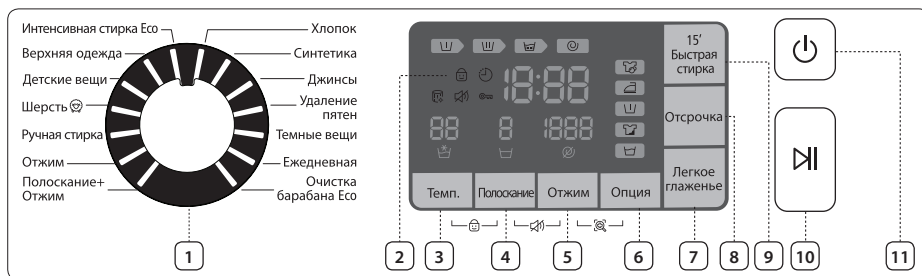 Интенсивная стирка Eco
Верхняя одежда
Детские вещи
Шерсть
Ручная стирка
Отжим
Полоскание+
Отжим
Хлопок
Синтетика
Джинсы
Удаление
пятен
Темные вещи
Ежедневная
Очистка
барабана Eco
1
18:88
88
8
1888
Темп.
Полоскание
Отжим
Опция
15'
Быстрая
стирка
Отсрочка
Легкое
глаженье
2
3
4
5
6
7
8
9
10
11